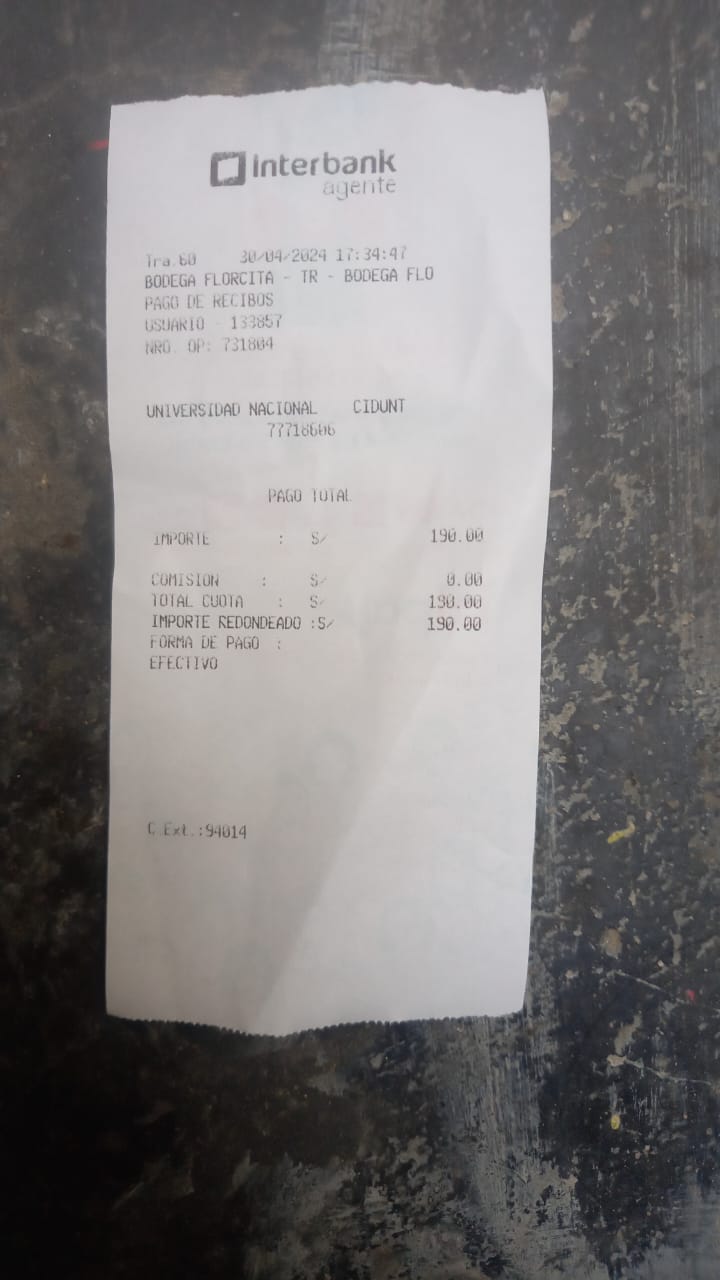 Interbank
agente
Tra.60 30/04/2024 17:34:47
BODEGA FLORCITA - TR - BODEGA FLO
PAGO DE RECIBOS
USUARIO - 133857
NRO. OP: 731804
UNIVERSIDAD NACIONAL CIDUNT
77718606
PAGO TOTAL
IMPORTE : S/ 190.00
COMISION : S/ 0.00
TOTAL CUOTA : S/ 190.00
IMPORTE REDONDEADO :S/ 190.00
FORMA DE PAGO :
EFECTIVO
C.Ext.:94014